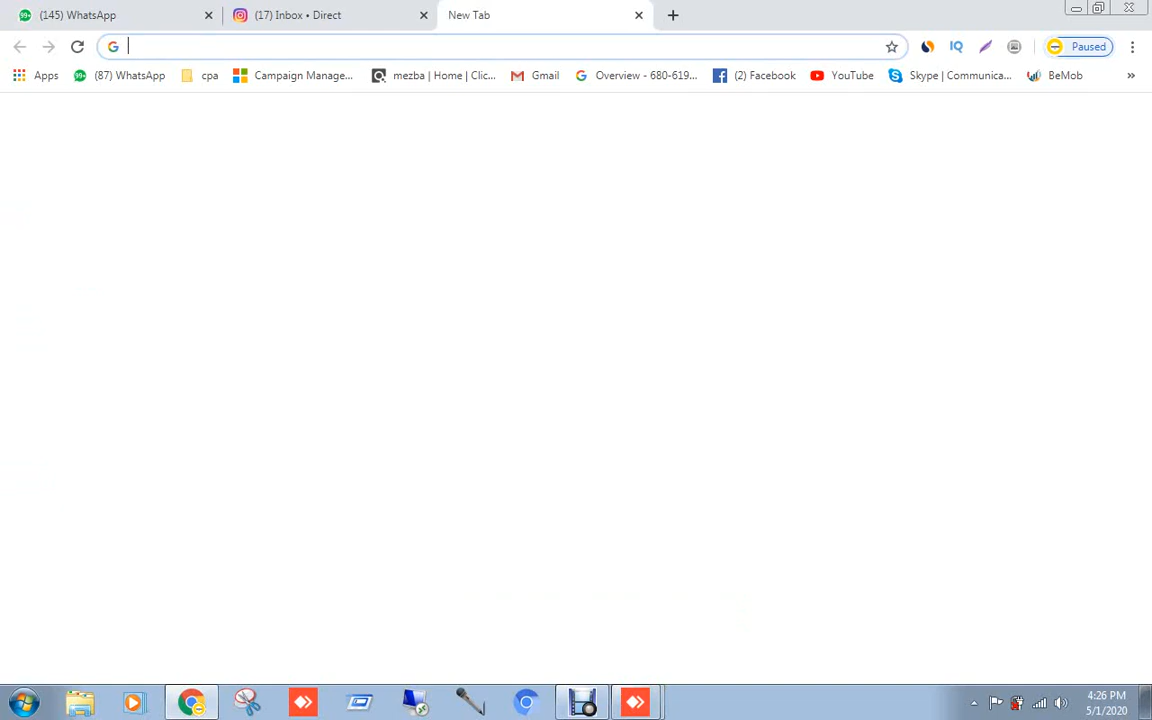 (145) WhatsApp
(17) Inbox • Direct
New Tab
Paused
Apps
(87) WhatsApp
cpa
Campaign Manage...
mezba | Home | Clic...
Gmail
Overview - 680-619...
(2) Facebook
YouTube
Skype | Communica...
BeMob
»
4:26 PM
5/1/2020